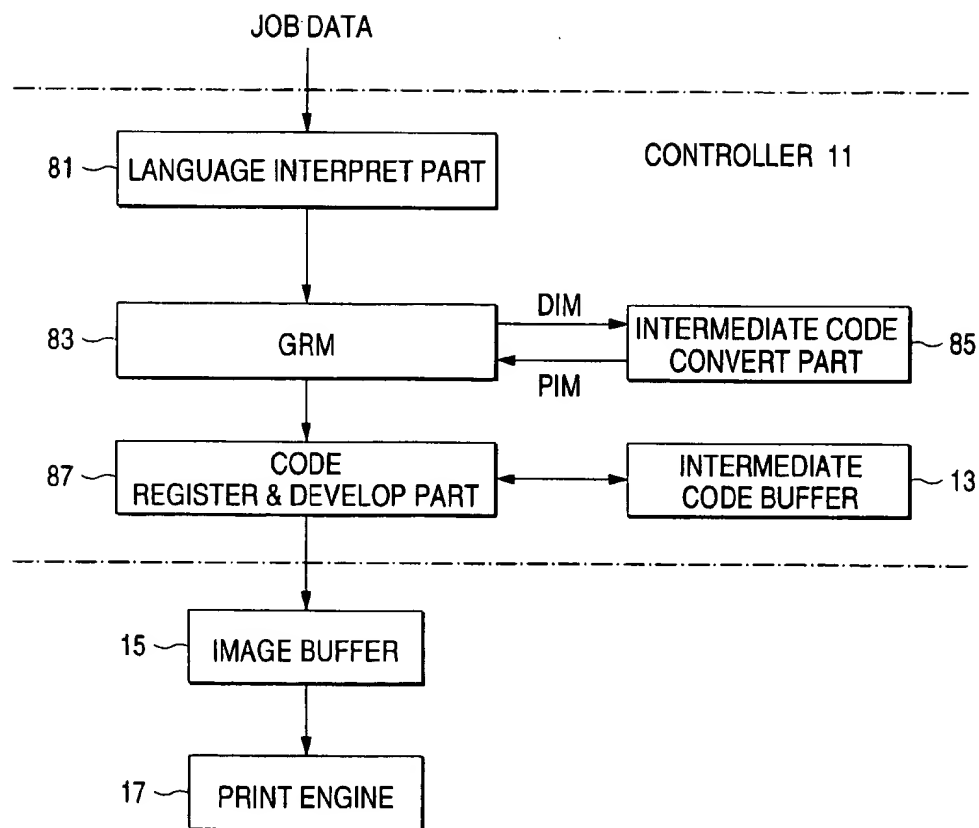 JOB DATA
81
LANGUAGE INTERPRET PART
CONTROLLER 11
83
GRM
DIM
PIM
INTERMEDIATE CODE
CONVERT PART
85
87
CODE
REGISTER & DEVELOP PART
INTERMEDIATE
CODE BUFFER
13
15
IMAGE BUFFER
17
PRINT ENGINE